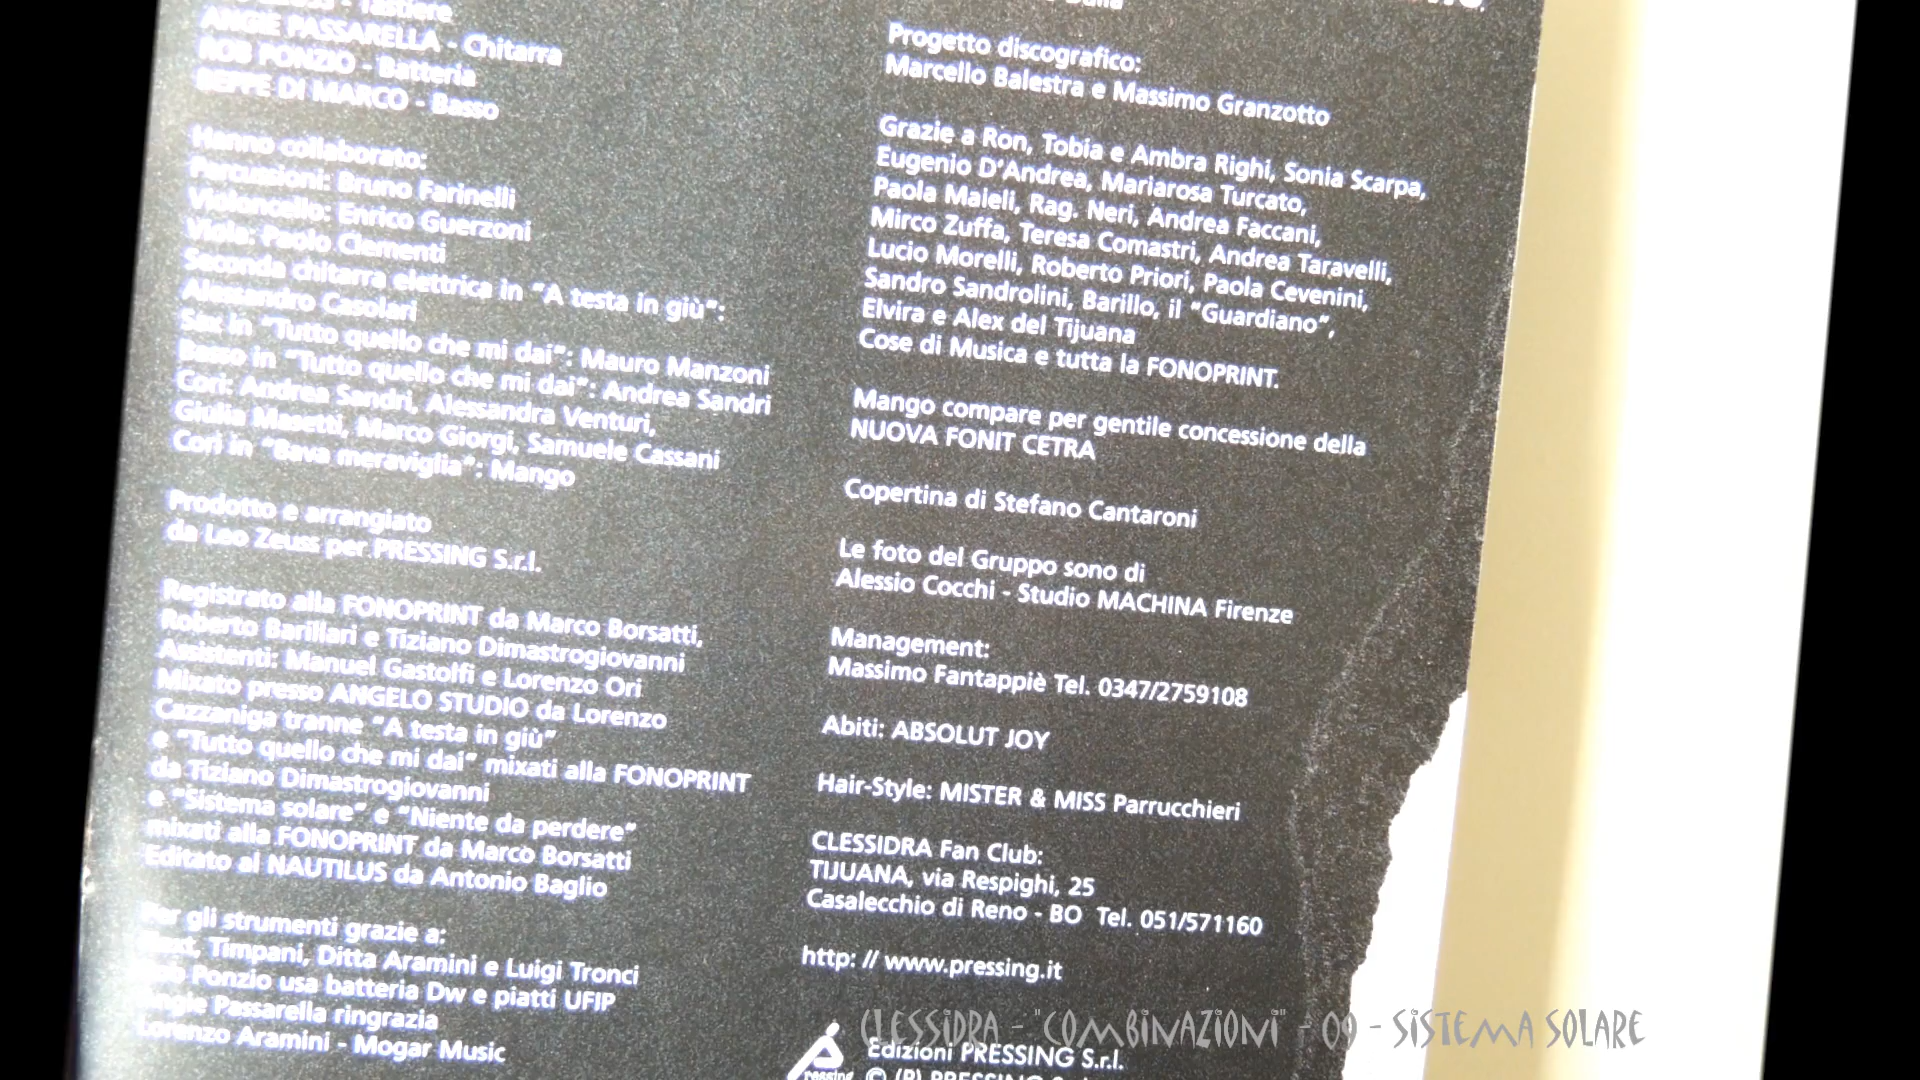 ANGIE PASSARELLA - Chitarra
ROB PONZIO - Batteria
BEPPE DI MARCO - Basso
Hanno collaborato:
Percussioni: Bruno Farinelli
Violoncello: Enrico Guerzoni
Viola: Paolo Clementi
Seconda chitarra elettrica in "A testa in giù":
Alessandro Casolari
Sax in "Tutto quello che mi dai": Mauro Manzoni
Basso in "Tutto quello che mi dai": Andrea Sandri
Cori: Andrea Sandri, Alessandra Venturi,
Giulia Masetti, Marco Giorgi, Samuele Cassani
Cori in "Bava meraviglia": Mango
Prodotto e arrangiato
da Leo Zeuss per PRESSING S.r.l.
Registrato alla FONOPRINT da Marco Borsatti,
Roberto Barillari e Tiziano Dimastrogiovanni
Assistenti: Manuel Gastolfi e Lorenzo Ori
Mixato presso ANGELO STUDIO da Lorenzo
Cazzaniga tranne "A testa in giù"
e "Tutto quello che mi dai" mixati alla FONOPRINT
da Tiziano Dimastrogiovanni
e "Sistema solare" e "Niente da perdere"
mixati alla FONOPRINT da Marco Borsatti
Editato al NAUTILUS da Antonio Baglio
Per gli strumenti grazie a:
Timpani, Ditta Aramini e Luigi Tronci
Rob Ponzio usa batteria Dw e piatti UFIP
Angie Passarella ringrazia
Lorenzo Aramini - Mogar Music
Progetto discografico:
Marcello Balestra e Massimo Granzotto
Grazie a Ron, Tobia e Ambra Righi, Sonia Scarpa,
Eugenio D'Andrea, Mariarosa Turcato,
Paola Maieli, Rag. Neri, Andrea Faccani,
Mirco Zuffa, Teresa Comastri, Andrea Taravelli,
Lucio Morelli, Roberto Priori, Paola Cevenini,
Sandro Sandrolini, Barillo, il "Guardiano",
Elvira e Alex del Tijuana
Cose di Musica e tutta la FONOPRINT.
Mango compare per gentile concessione della
NUOVA FONIT CETRA
Copertina di Stefano Cantaroni
Le foto del Gruppo sono di
Alessio Cocchi - Studio MACHINA Firenze
Management:
Massimo Fantappiè Tel. 0347/2759108
Abiti: ABSOLUT JOY
Hair-Style: MISTER & MISS Parrucchieri
CLESSIDRA Fan Club:
TIJUANA, via Respighi, 25
Casalecchio di Reno - BO Tel. 051/571160
http: // www.pressing.it
Edizioni PRESSING S.r.l.
© (P) PRESSING
CLESSIDRA - "COMBINAZIONI" - 09 - SISTEMA SOLARE